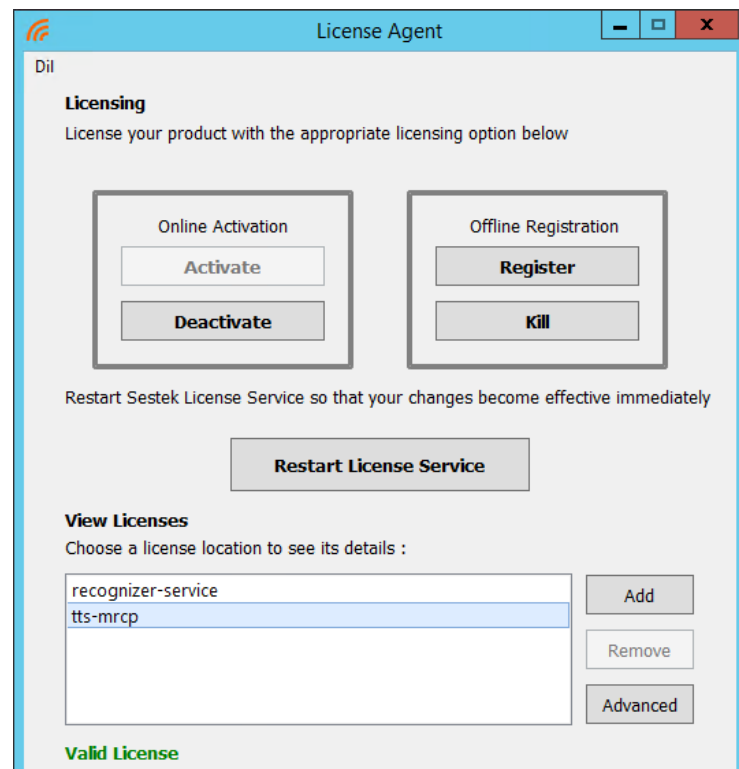 License Agent
Dil
Licensing
License your product with the appropriate licensing option below
Online Activation
Offline Registration
Activate
Register
Deactivate
Kill
Restart Sestek License Service so that your changes become effective immediately
Restart License Service
View Licenses
Choose a license location to see its details :
recognizer-service
tts-mrcp
Add
Remove
Advanced
Valid License